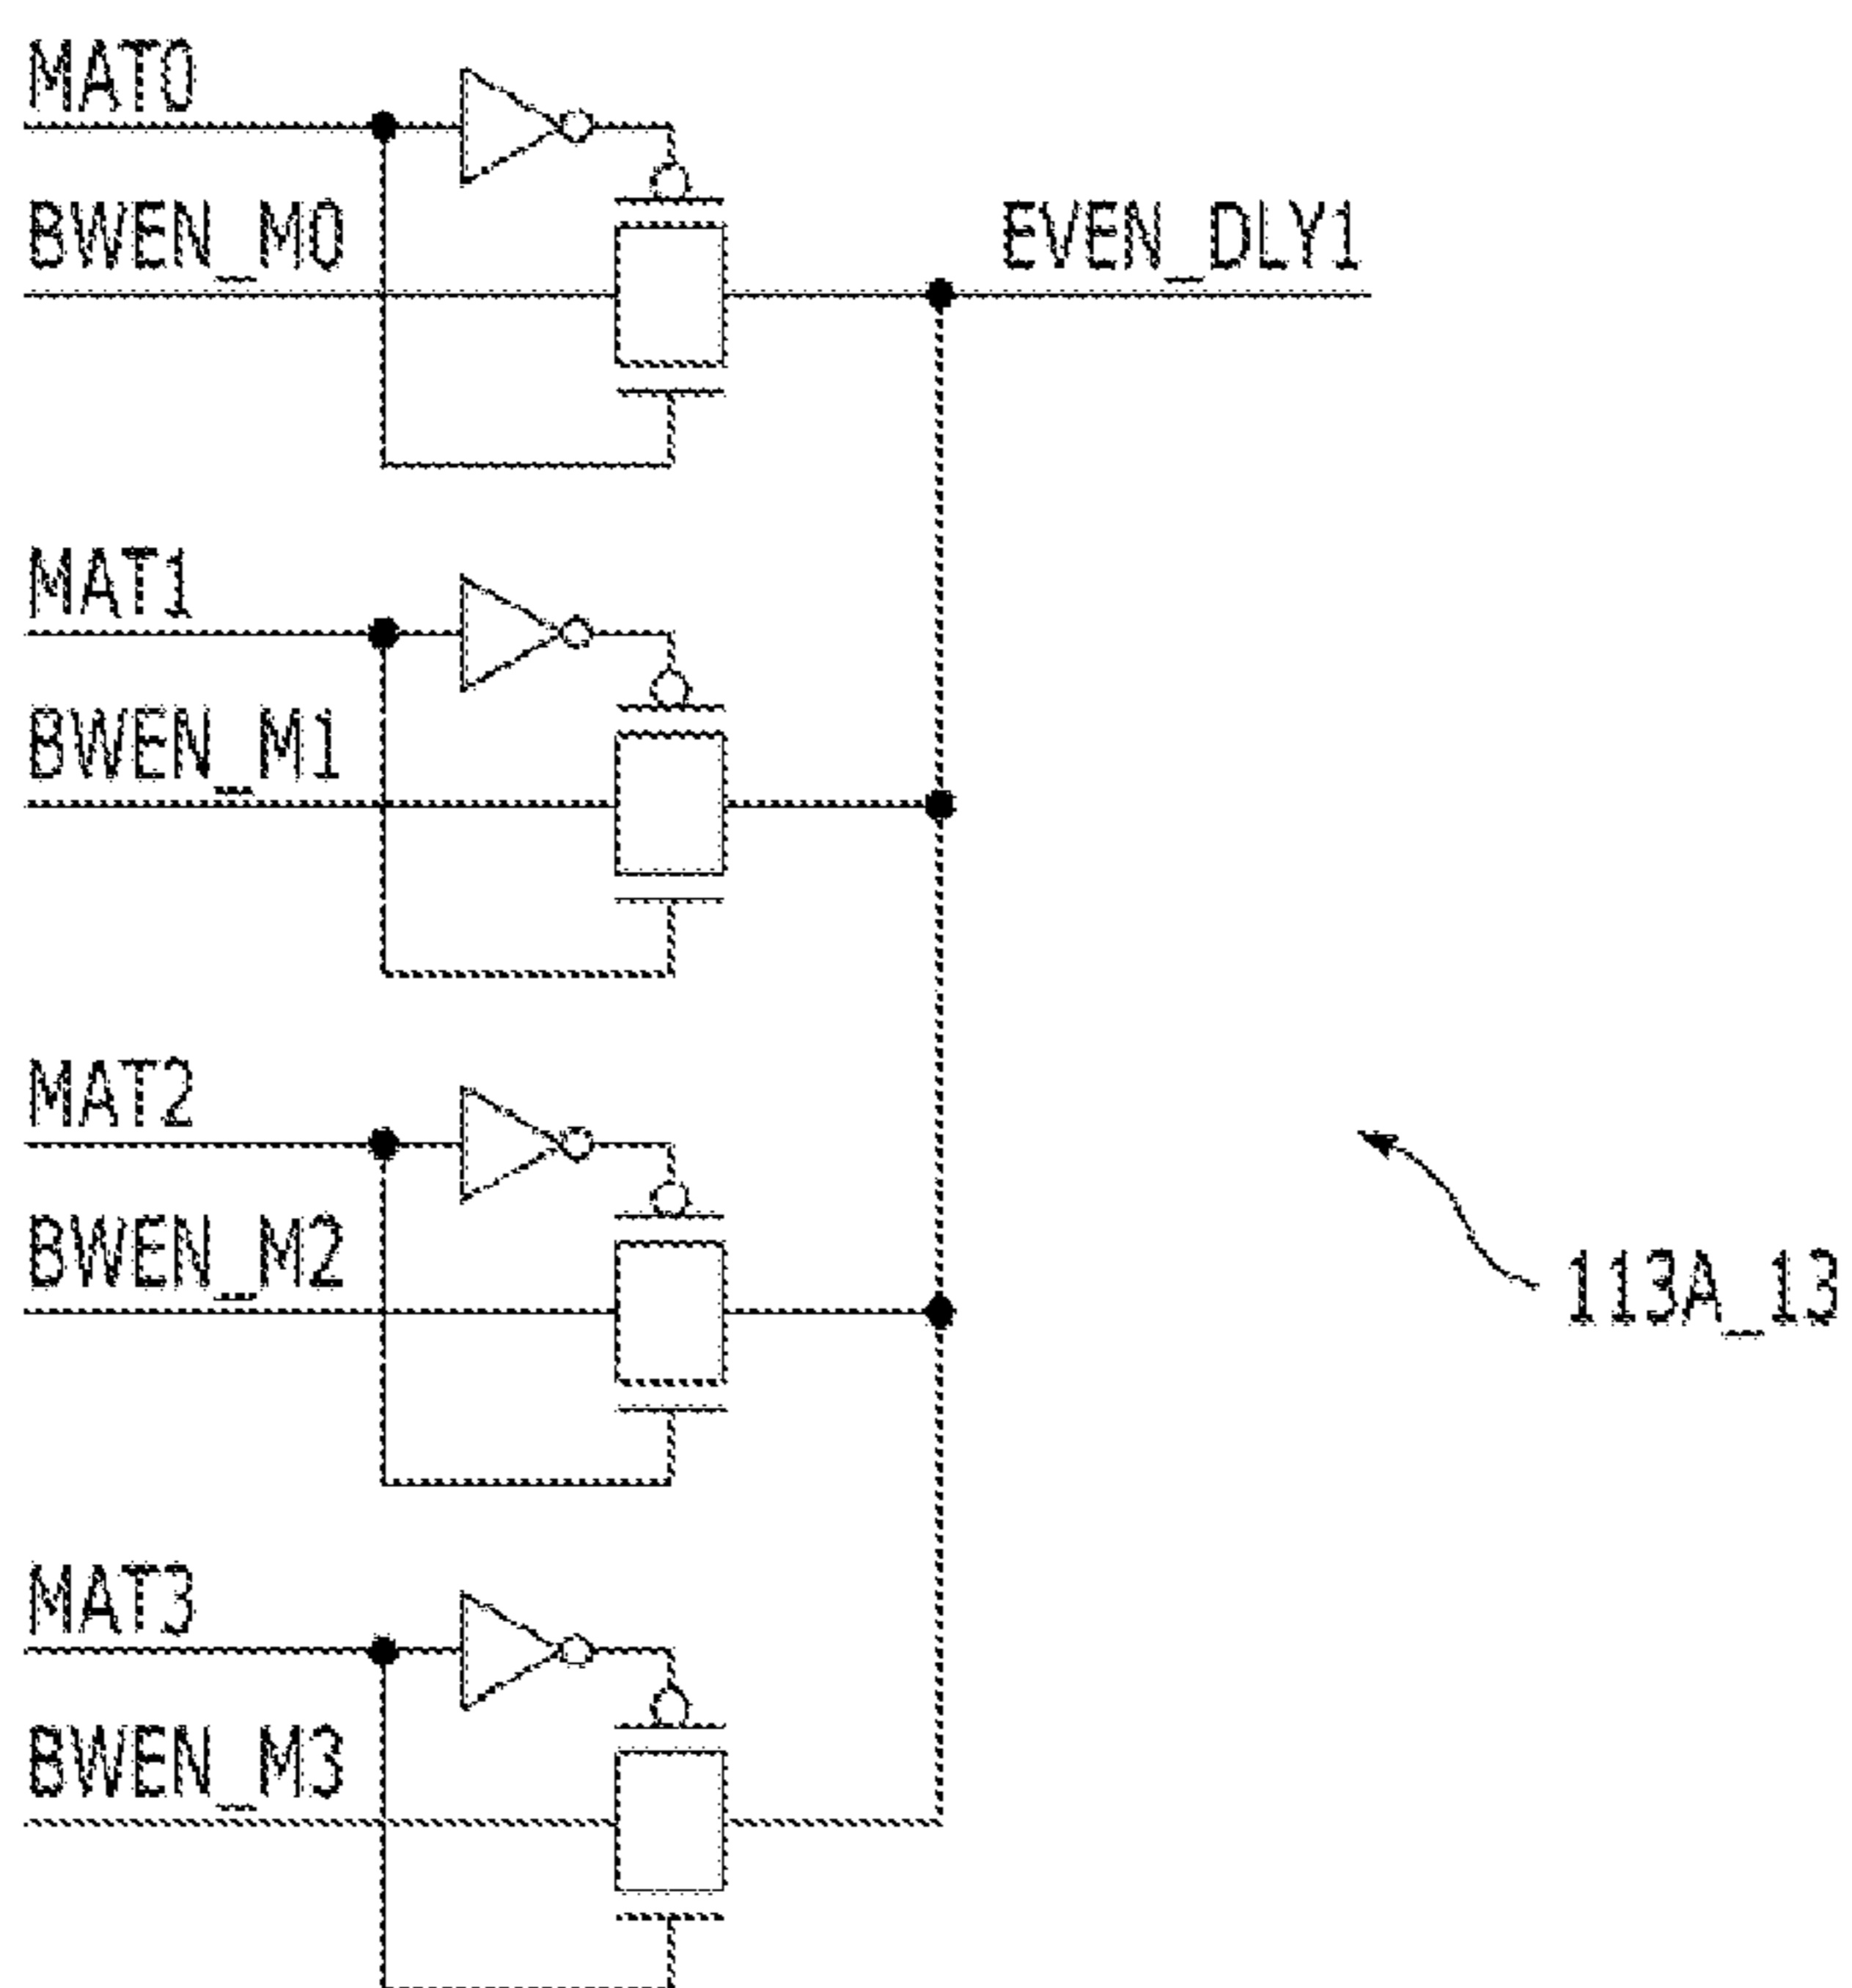 MAT0
BWEN_M0
EVEN_DLY1
MAT1
BWEN_M1
MAT2
BWEN_M2
113A_13
MAT3
BWEN_M3